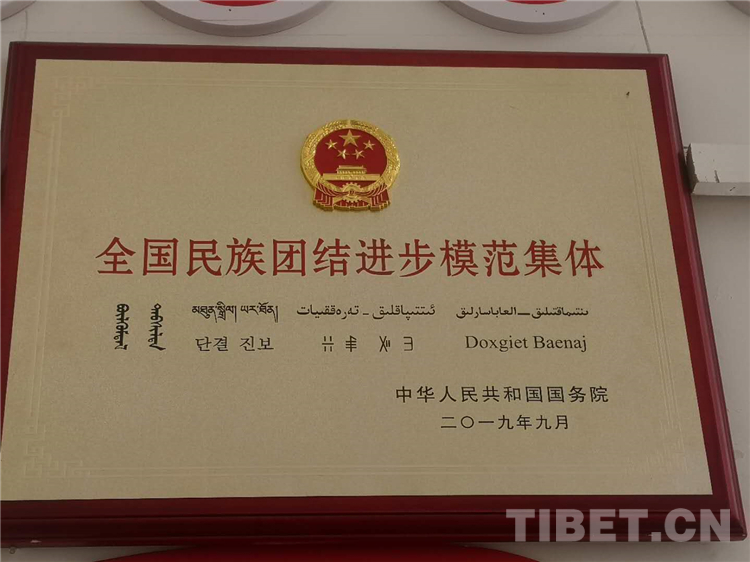 全国民族团结进步模范集体
མཐུན་སྒྲིལ། ཡར་ཐོན། ئىتتىپاقلىق - تەرەققىيات ىنتىماقتىلىق — العاباسارلىق
단결 진보 Doxgiet Baenaj
中华人民共和国国务院
二〇一九年九月
TIBET.CN